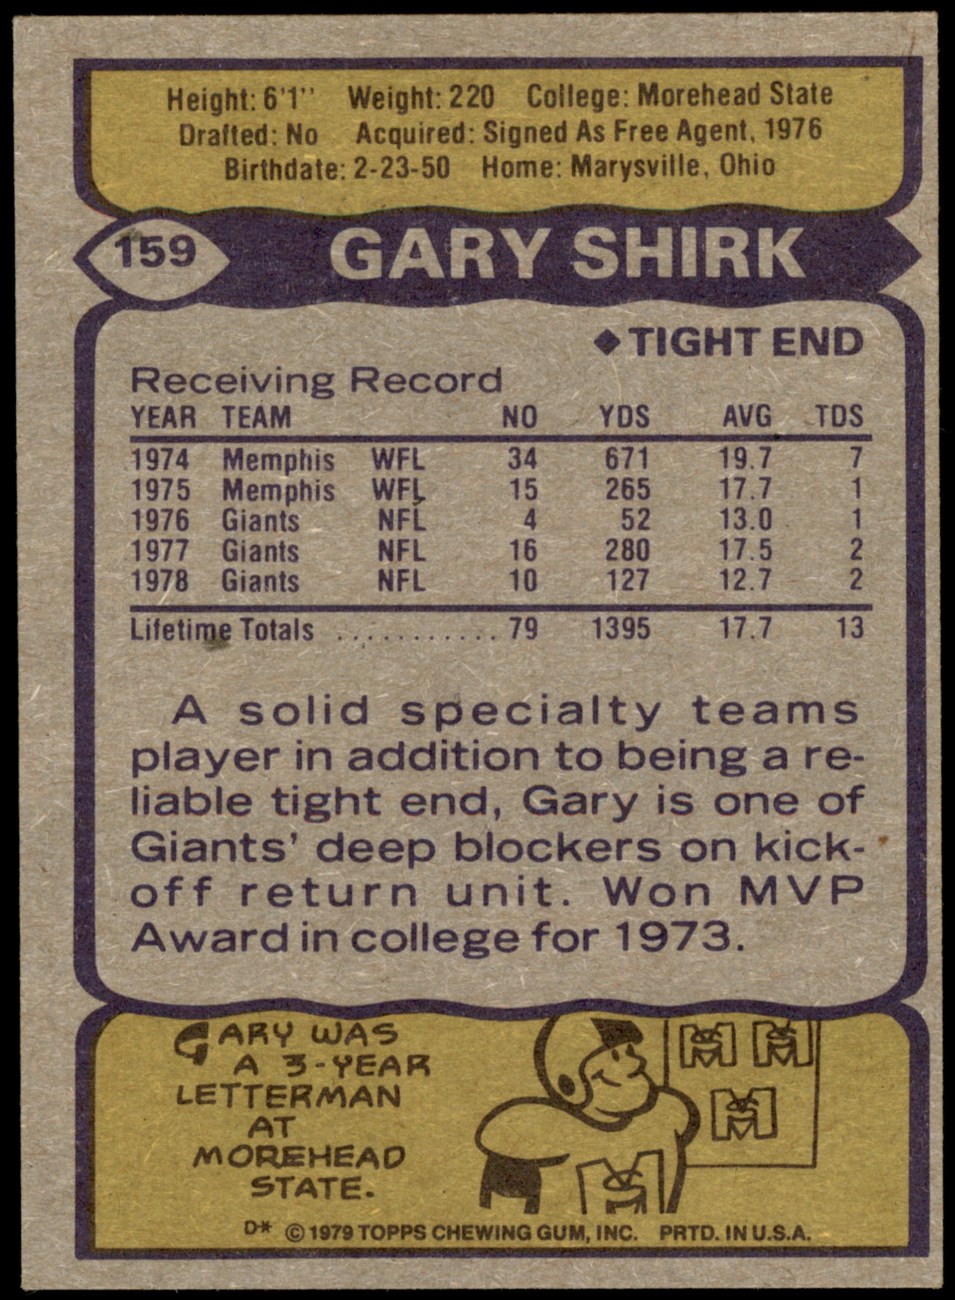 Height: 6'1" Weight: 220 College: Morehead State
Drafted: No Acquired: Signed As Free Agent, 1976
Birthdate: 2-23-50 Home: Marysville, Ohio
159 GARY SHIRK
◆ TIGHT END
Receiving Record
YEAR TEAM NO YDS AVG TDS
1974 Memphis WFL 34 671 19.7 7
1975 Memphis WFL 15 265 17.7 1
1976 Giants NFL 4 52 13.0 1
1977 Giants NFL 16 280 17.5 2
1978 Giants NFL 10 127 12.7 2
Lifetime Totals ........... 79 1395 17.7 13
A solid specialty teams
player in addition to being a re-
liable tight end, Gary is one of
Giants' deep blockers on kick-
off return unit. Won MVP
Award in college for 1973.
GARY WAS
A 3-YEAR
LETTERMAN
AT
MOREHEAD
STATE.
MS MS
MS
MS
D* © 1979 TOPPS CHEWING GUM, INC. PRTD. IN U.S.A.